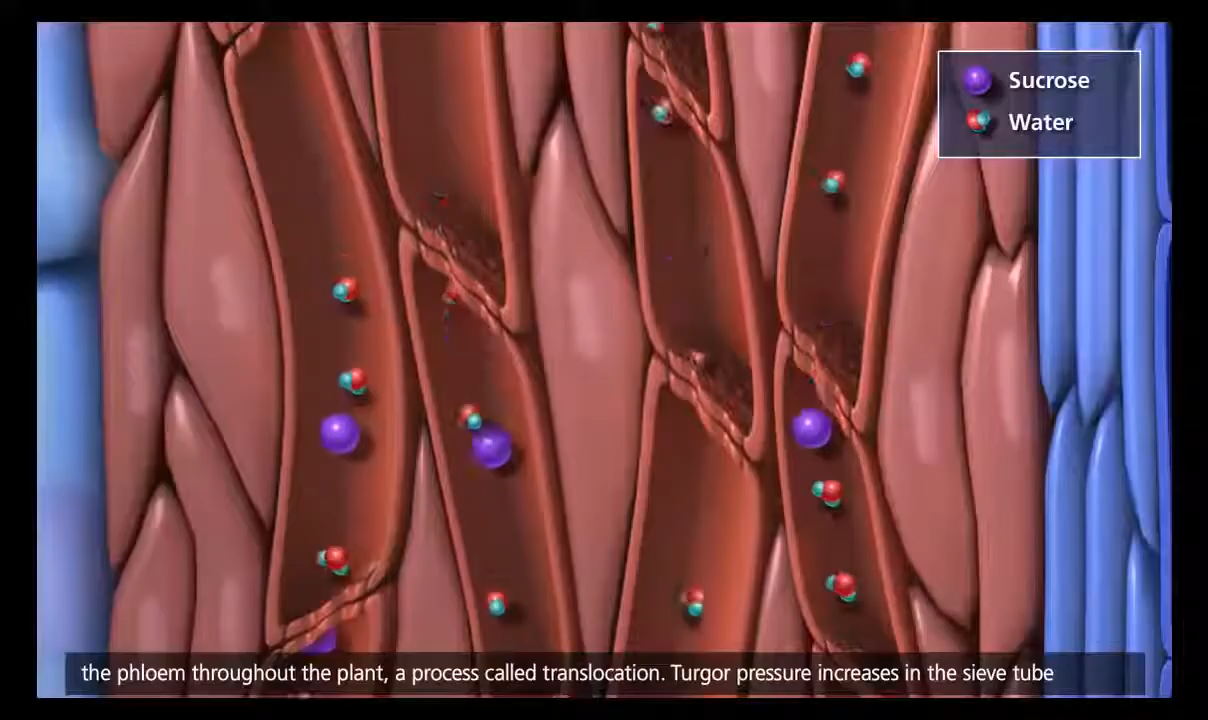 Sucrose
Water
the phloem throughout the plant, a process called translocation. Turgor pressure increases in the sieve tube